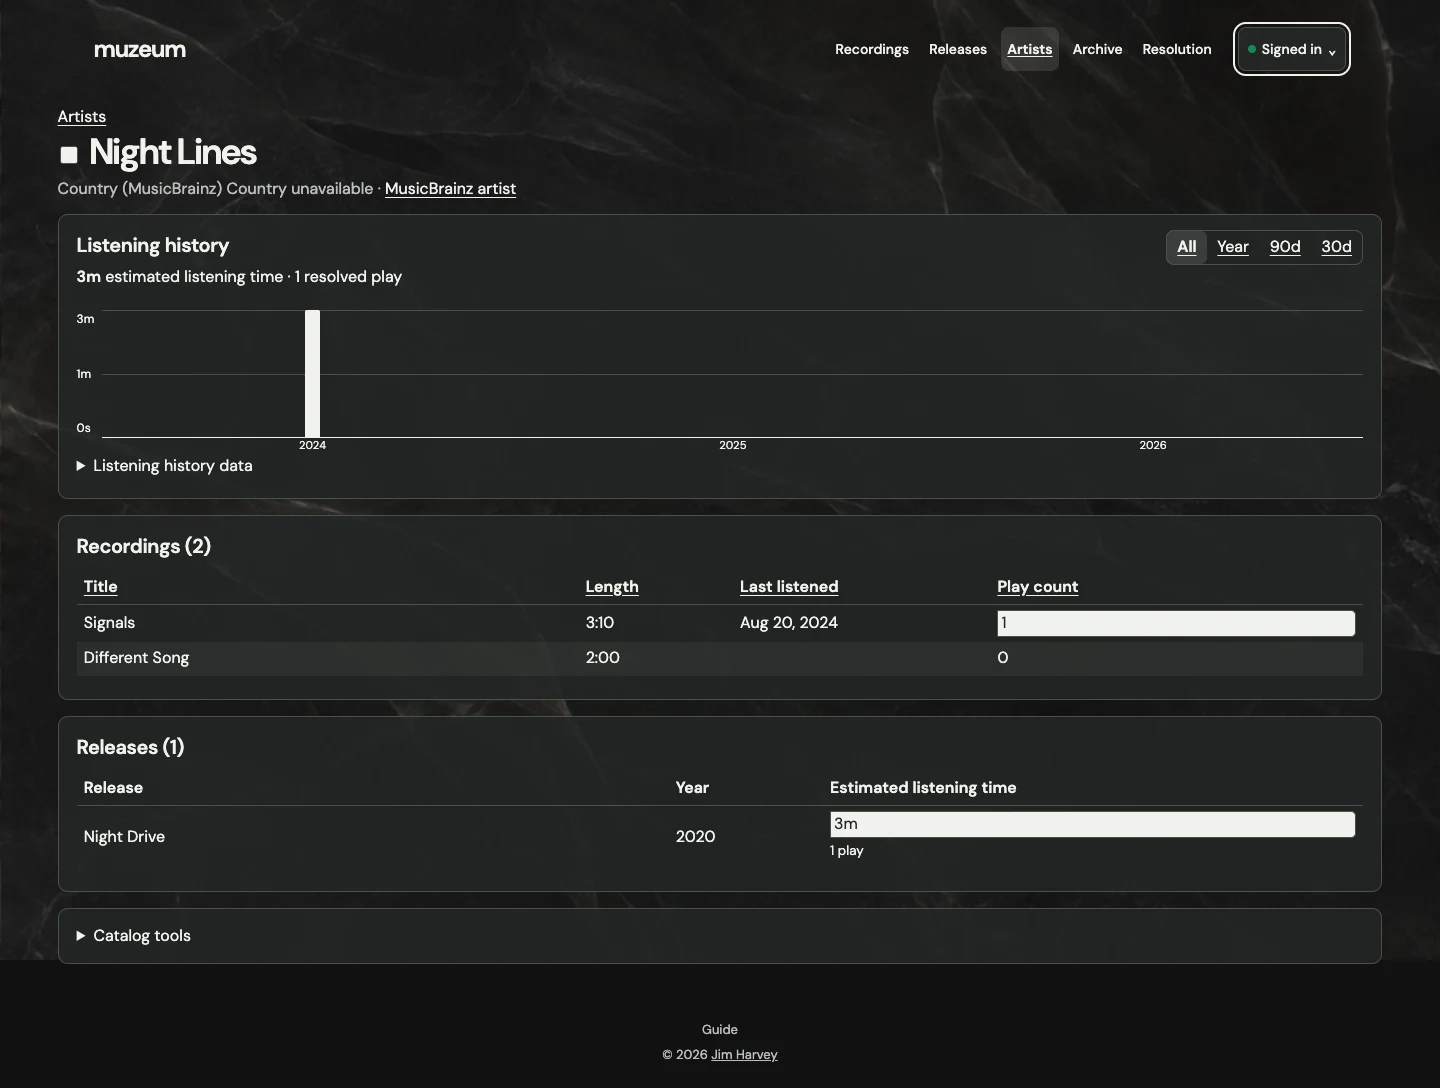 muzeum
Recordings Releases Artists Archive Resolution Signed in
Artists
Night Lines
Country (MusicBrainz) Country unavailable · MusicBrainz artist
Listening history
All Year 90d 30d
3m estimated listening time · 1 resolved play
3m
1m
0s
2024 2025 2026
Listening history data
Recordings (2)
Title Length Last listened Play count
Signals 3:10 Aug 20, 2024 1
Different Song 2:00 0
Releases (1)
Release Year Estimated listening time
Night Drive 2020 3m
1 play
Catalog tools
Guide
© 2026 Jim Harvey